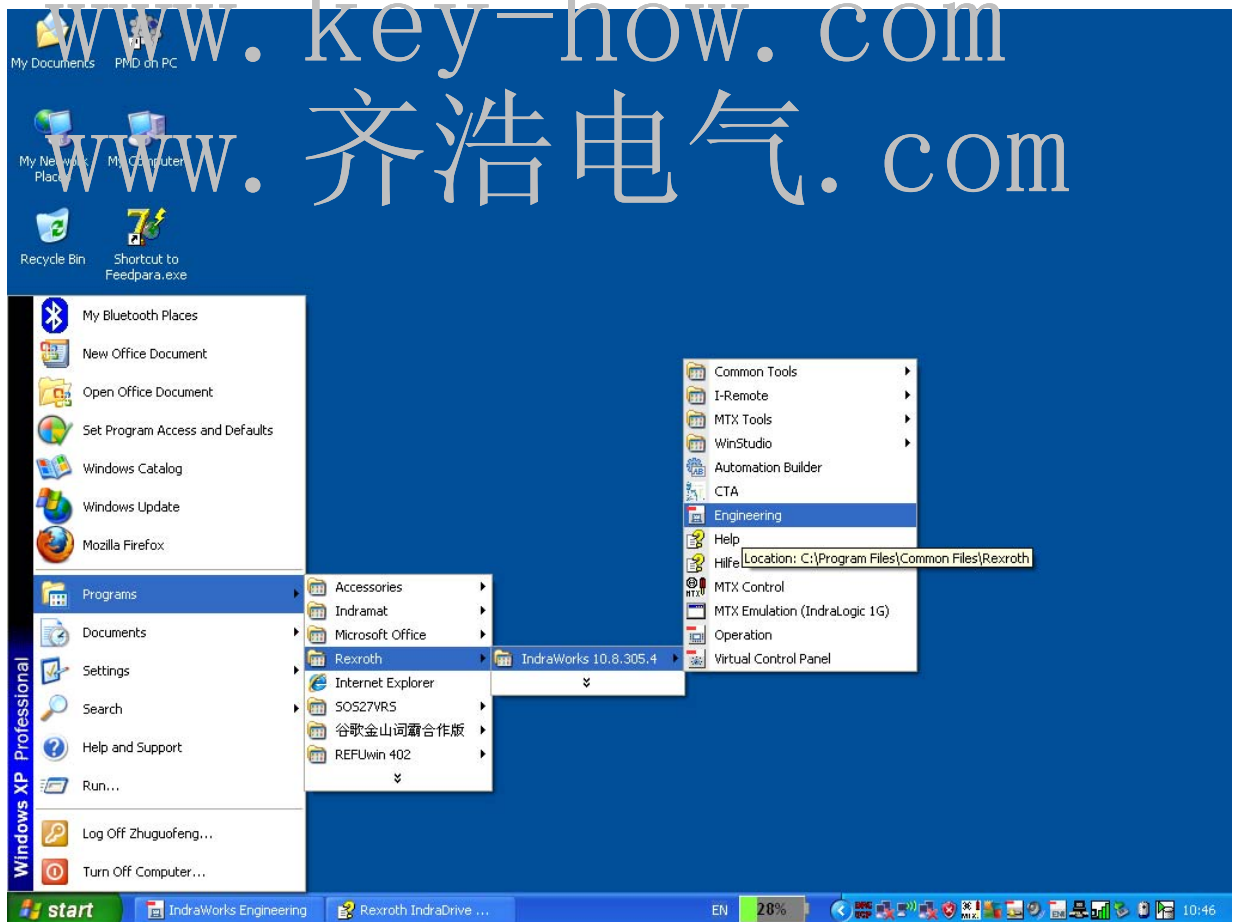 www. key-how. com
My Documents
PMD on PC
www. 齐浩电气. com
My Network Places
My Computer
Recycle Bin
Shortcut to Feedpara.exe
My Bluetooth Places
New Office Document
Open Office Document
Set Program Access and Defaults
Windows Catalog
Windows Update
Mozilla Firefox
Programs
Documents
Settings
Search
Help and Support
Run...
Log Off Zhuguofeng...
Turn Off Computer...
Windows XP Professional
Accessories
Indramat
Microsoft Office
Rexroth
Internet Explorer
SOS27VRS
谷歌金山词霸合作版
REFUwin 402
IndraWorks 10.8.305.4
Common Tools
I-Remote
MTX Tools
WinStudio
Automation Builder
CTA
Engineering
Help
Hilfe
Location: C:\Program Files\Common Files\Rexroth
MTX Control
MTX Emulation (IndraLogic 1G)
Operation
Virtual Control Panel
start
IndraWorks Engineering
Rexroth IndraDrive ...
EN
28%
10:46